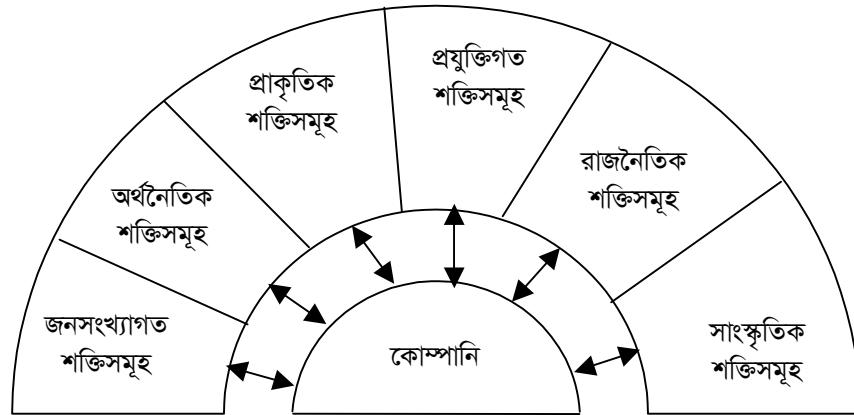 প্রযুক্তিগত
শক্তিসমূহ
প্রাকৃতিক
শক্তিসমূহ
রাজনৈতিক
শক্তিসমূহ
অর্থনৈতিক
শক্তিসমূহ
জনসংখ্যাগত
শক্তিসমূহ
কোম্পানি
সাংস্কৃতিক
শক্তিসমূহ